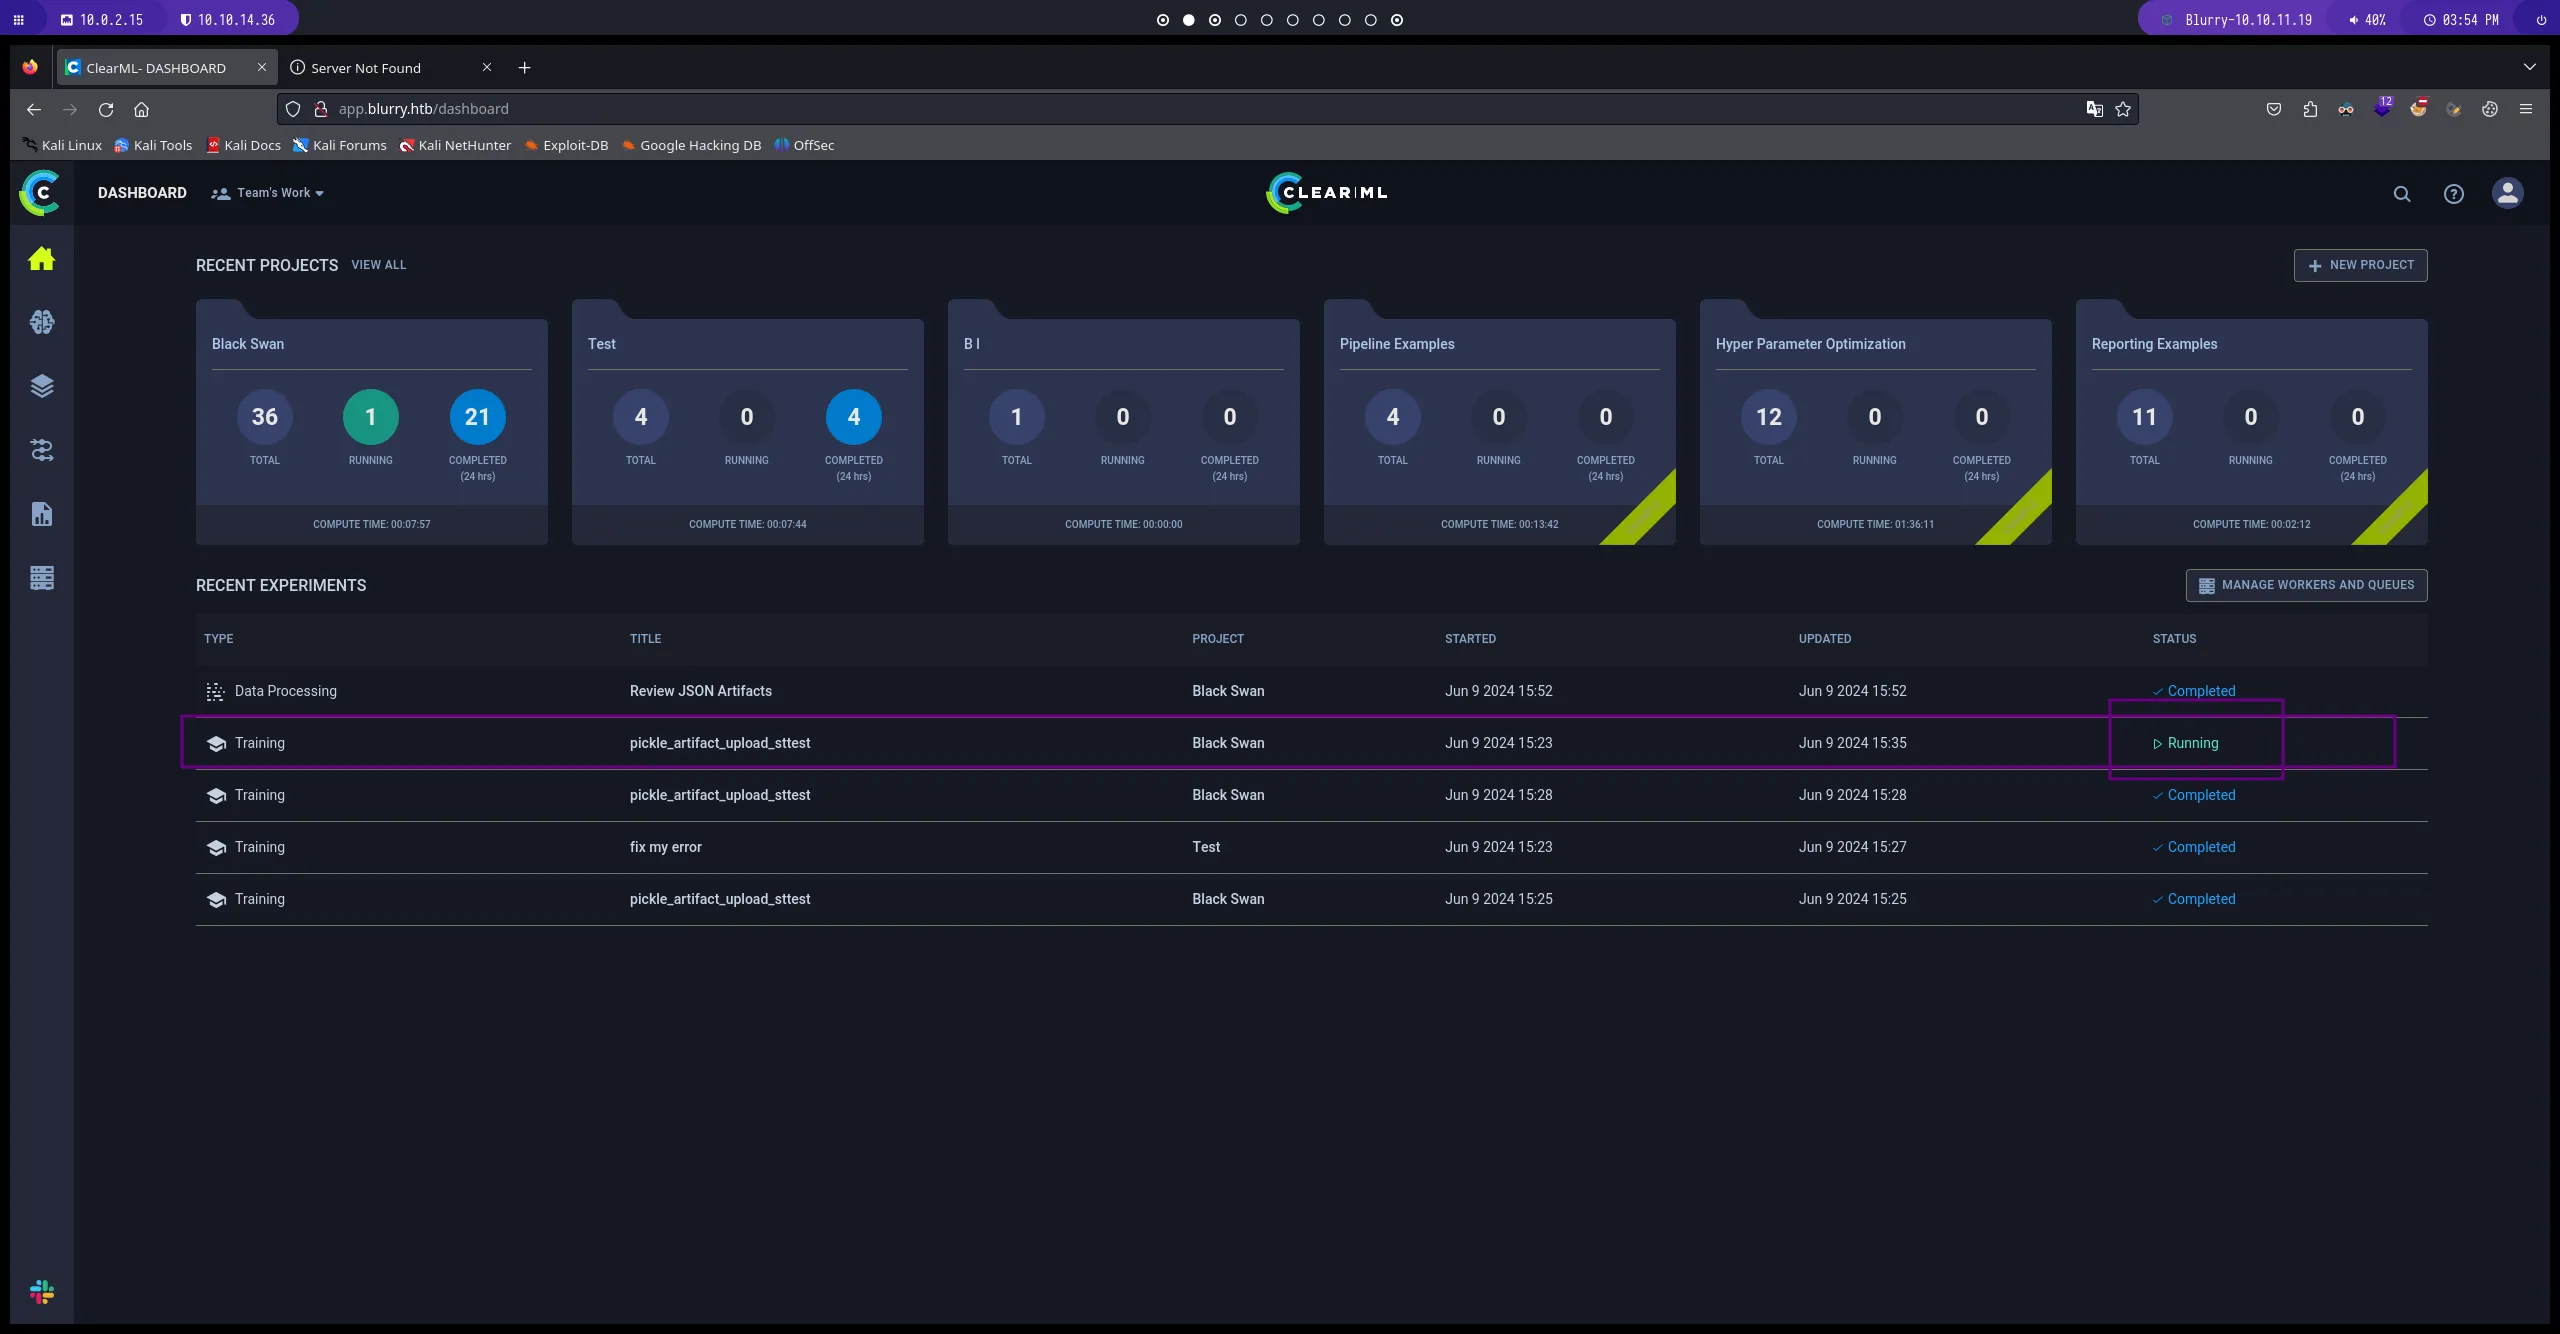 10.0.2.15 10.10.14.36 Blurry-10.10.11.19 40% 03:54 PM
ClearML- DASHBOARD Server Not Found
app.blurry.htb/dashboard 12
Kali Linux Kali Tools Kali Docs Kali Forums Kali NetHunter Exploit-DB Google Hacking DB OffSec
DASHBOARD Team's Work CLEAR|ML
RECENT PROJECTS VIEW ALL NEW PROJECT
Black Swan Test B I Pipeline Examples Hyper Parameter Optimization Reporting Examples
36 1 21 4 0 4 1 0 0 4 0 0 12 0 0 11 0 0
TOTAL RUNNING COMPLETED TOTAL RUNNING COMPLETED TOTAL RUNNING COMPLETED TOTAL RUNNING COMPLETED TOTAL RUNNING COMPLETED TOTAL RUNNING COMPLETED
(24 hrs) (24 hrs) (24 hrs) (24 hrs) (24 hrs) (24 hrs)
COMPUTE TIME: 00:07:57 COMPUTE TIME: 00:07:44 COMPUTE TIME: 00:00:00 COMPUTE TIME: 00:13:42 COMPUTE TIME: 01:36:11 COMPUTE TIME: 00:02:12
RECENT EXPERIMENTS MANAGE WORKERS AND QUEUES
TYPE TITLE PROJECT STARTED UPDATED STATUS
Data Processing Review JSON Artifacts Black Swan Jun 9 2024 15:52 Jun 9 2024 15:52 Completed
Training pickle_artifact_upload_sttest Black Swan Jun 9 2024 15:23 Jun 9 2024 15:35 Running
Training pickle_artifact_upload_sttest Black Swan Jun 9 2024 15:28 Jun 9 2024 15:28 Completed
Training fix my error Test Jun 9 2024 15:23 Jun 9 2024 15:27 Completed
Training pickle_artifact_upload_sttest Black Swan Jun 9 2024 15:25 Jun 9 2024 15:25 Completed